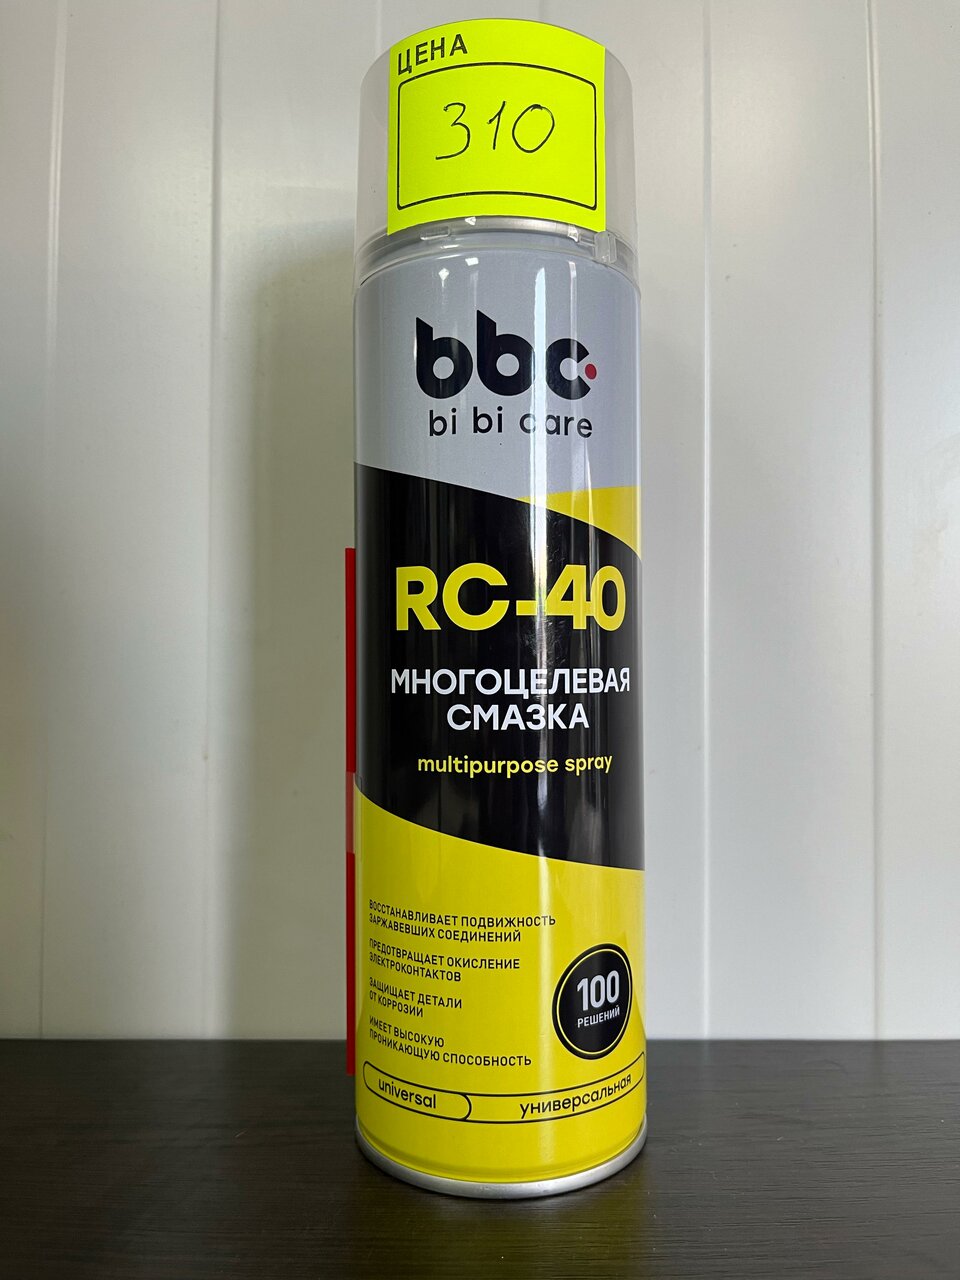 ЦЕНА
310
bbc
bi bi care
RC-40
МНОГОЦЕЛЕВАЯ
СМАЗКА
multipurpose spray
ВОССТАНАВЛИВАЕТ ПОДВИЖНОСТЬ
ЗАРЖАВЕВШИХ СОЕДИНЕНИЙ
ПРЕДОТВРАЩАЕТ ОКИСЛЕНИЕ
ЭЛЕКТРОКОНТАКТОВ
ЗАЩИЩАЕТ ДЕТАЛИ
ОТ КОРРОЗИИ
ИМЕЕТ ВЫСОКУЮ
ПРОНИКАЮЩУЮ СПОСОБНОСТЬ
100
РЕШЕНИЙ
universal
универсальная